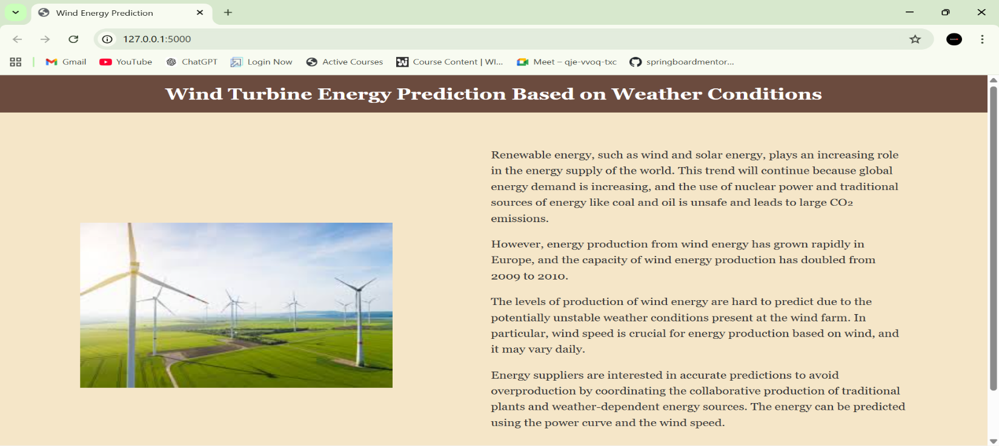 Wind Energy Prediction
127.0.0.1:5000
Gmail YouTube ChatGPT Login Now Active Courses Course Content | WI... Meet – qje-vvoq-txc springboardmentor...
Wind Turbine Energy Prediction Based on Weather Conditions
Renewable energy, such as wind and solar energy, plays an increasing role
in the energy supply of the world. This trend will continue because global
energy demand is increasing, and the use of nuclear power and traditional
sources of energy like coal and oil is unsafe and leads to large CO2
emissions.
However, energy production from wind energy has grown rapidly in
Europe, and the capacity of wind energy production has doubled from
2009 to 2010.
The levels of production of wind energy are hard to predict due to the
potentially unstable weather conditions present at the wind farm. In
particular, wind speed is crucial for energy production based on wind, and
it may vary daily.
Energy suppliers are interested in accurate predictions to avoid
overproduction by coordinating the collaborative production of traditional
plants and weather-dependent energy sources. The energy can be predicted
using the power curve and the wind speed.